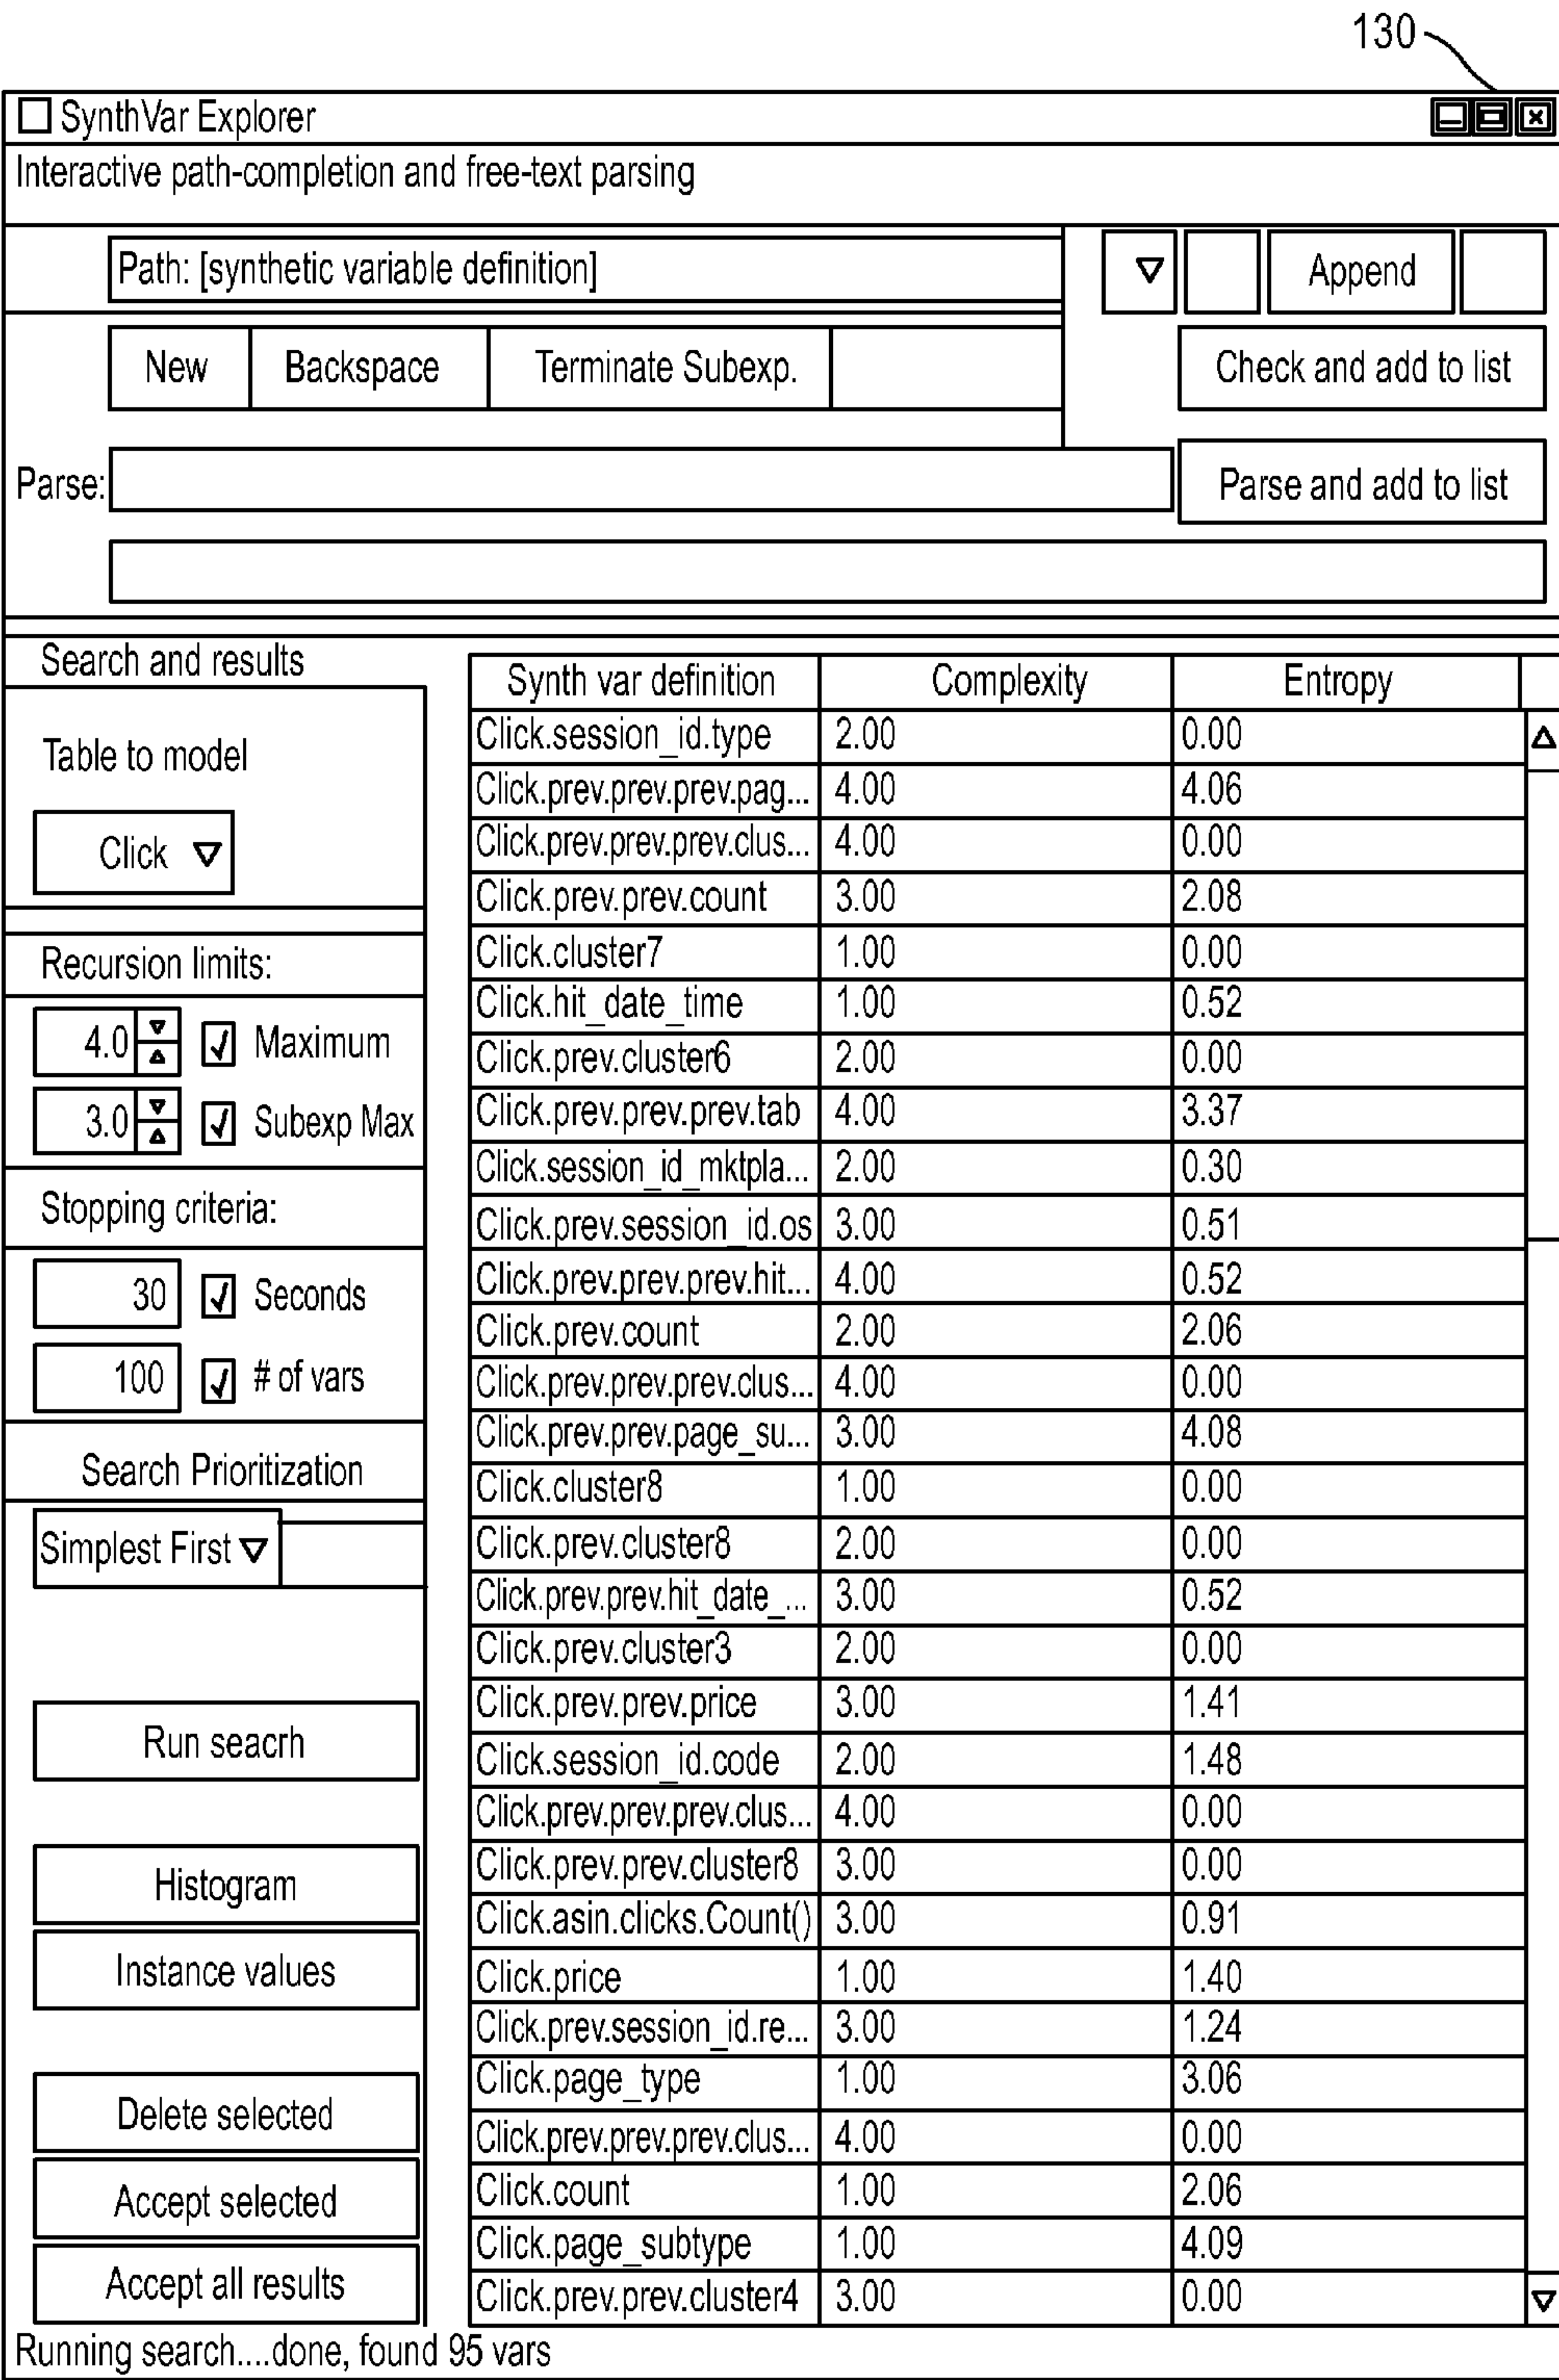 130
SynthVar Explorer
Interactive path-completion and free-text parsing
Path: [synthetic variable definition]
Append
New Backspace Terminate Subexp.
Check and add to list
Parse:
Parse and add to list
Search and results
Table to model
Click
Recursion limits:
4.0 Maximum
3.0 Subexp Max
Stopping criteria:
30 Seconds
100 # of vars
Search Prioritization
Simplest First
Run seacrh
Histogram
Instance values
Delete selected
Accept selected
Accept all results
Synth var definition Complexity Entropy
Click.session_id.type 2.00 0.00
Click.prev.prev.prev.pag... 4.00 4.06
Click.prev.prev.prev.clus... 4.00 0.00
Click.prev.prev.count 3.00 2.08
Click.cluster7 1.00 0.00
Click.hit_date_time 1.00 0.52
Click.prev.cluster6 2.00 0.00
Click.prev.prev.prev.tab 4.00 3.37
Click.session_id_mktpla... 2.00 0.30
Click.prev.session_id.os 3.00 0.51
Click.prev.prev.prev.hit... 4.00 0.52
Click.prev.count 2.00 2.06
Click.prev.prev.prev.clus... 4.00 0.00
Click.prev.prev.page_su... 3.00 4.08
Click.cluster8 1.00 0.00
Click.prev.cluster8 2.00 0.00
Click.prev.prev.hit_date_... 3.00 0.52
Click.prev.cluster3 2.00 0.00
Click.prev.prev.price 3.00 1.41
Click.session_id.code 2.00 1.48
Click.prev.prev.prev.clus... 4.00 0.00
Click.prev.prev.cluster8 3.00 0.00
Click.asin.clicks.Count() 3.00 0.91
Click.price 1.00 1.40
Click.prev.session_id.re... 3.00 1.24
Click.page_type 1.00 3.06
Click.prev.prev.prev.clus... 4.00 0.00
Click.count 1.00 2.06
Click.page_subtype 1.00 4.09
Click.prev.prev.cluster4 3.00 0.00
Running search....done, found 95 vars